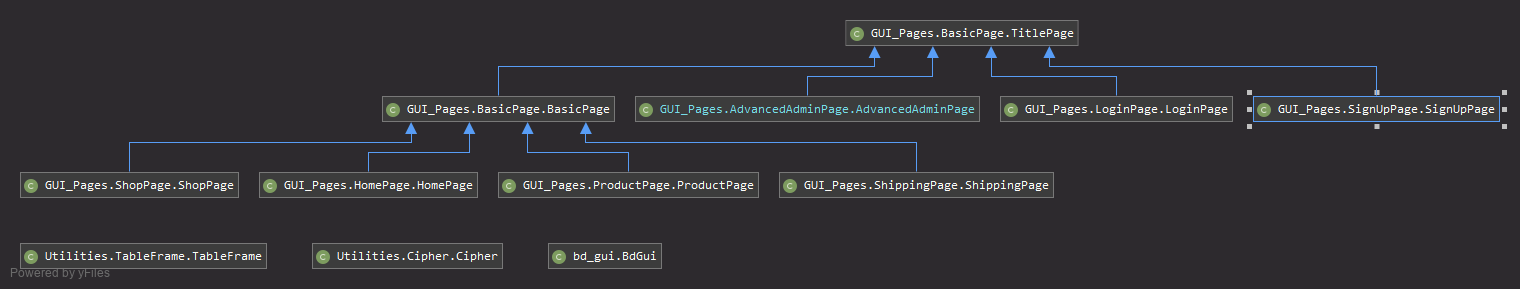 C GUI_Pages.BasicPage.TitlePage
C GUI_Pages.BasicPage.BasicPage
C GUI_Pages.AdvancedAdminPage.AdvancedAdminPage
C GUI_Pages.LoginPage.LoginPage
C GUI_Pages.SignUpPage.SignUpPage
C GUI_Pages.ShopPage.ShopPage
C GUI_Pages.HomePage.HomePage
C GUI_Pages.ProductPage.ProductPage
C GUI_Pages.ShippingPage.ShippingPage
C Utilities.TableFrame.TableFrame
C Utilities.Cipher.Cipher
C bd_gui.BdGui
Powered by yFiles